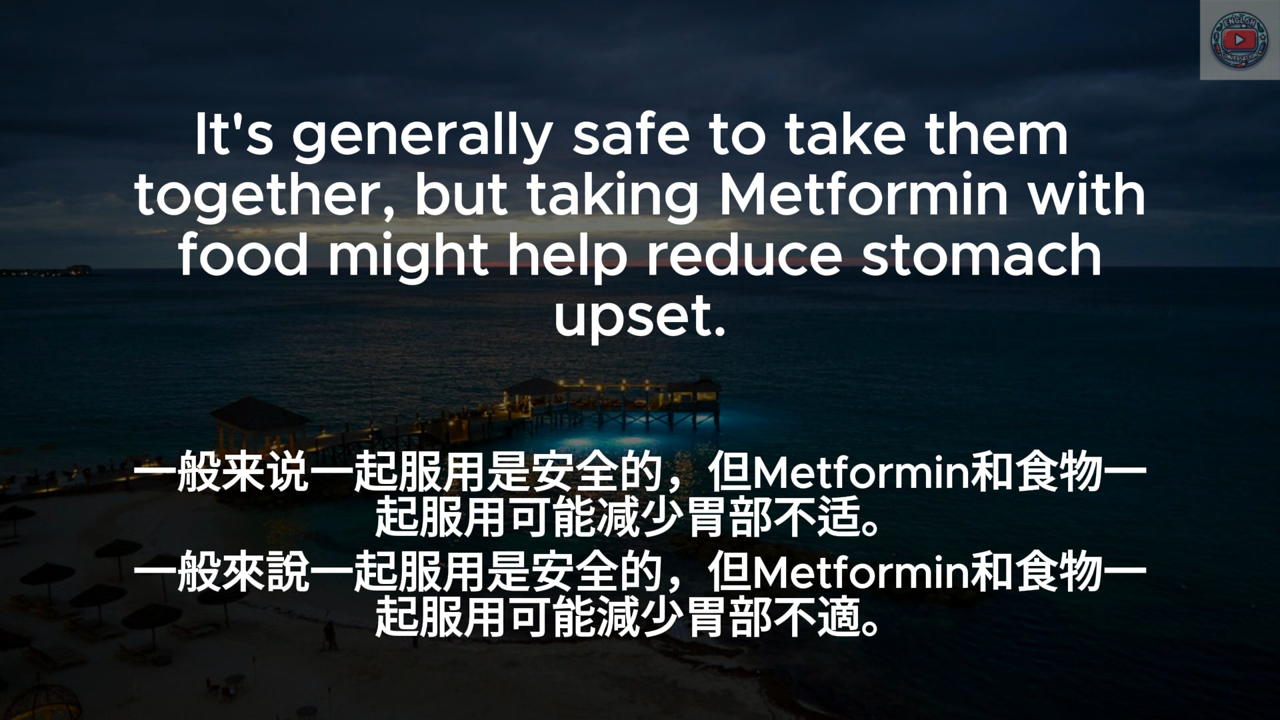 It's generally safe to take them
together, but taking Metformin with
food might help reduce stomach
upset.
一般来说一起服用是安全的，但Metformin和食物一
起服用可能减少胃部不适。
一般來說一起服用是安全的，但Metformin和食物一
起服用可能減少胃部不適。
ENGLISH
CONVERSATION